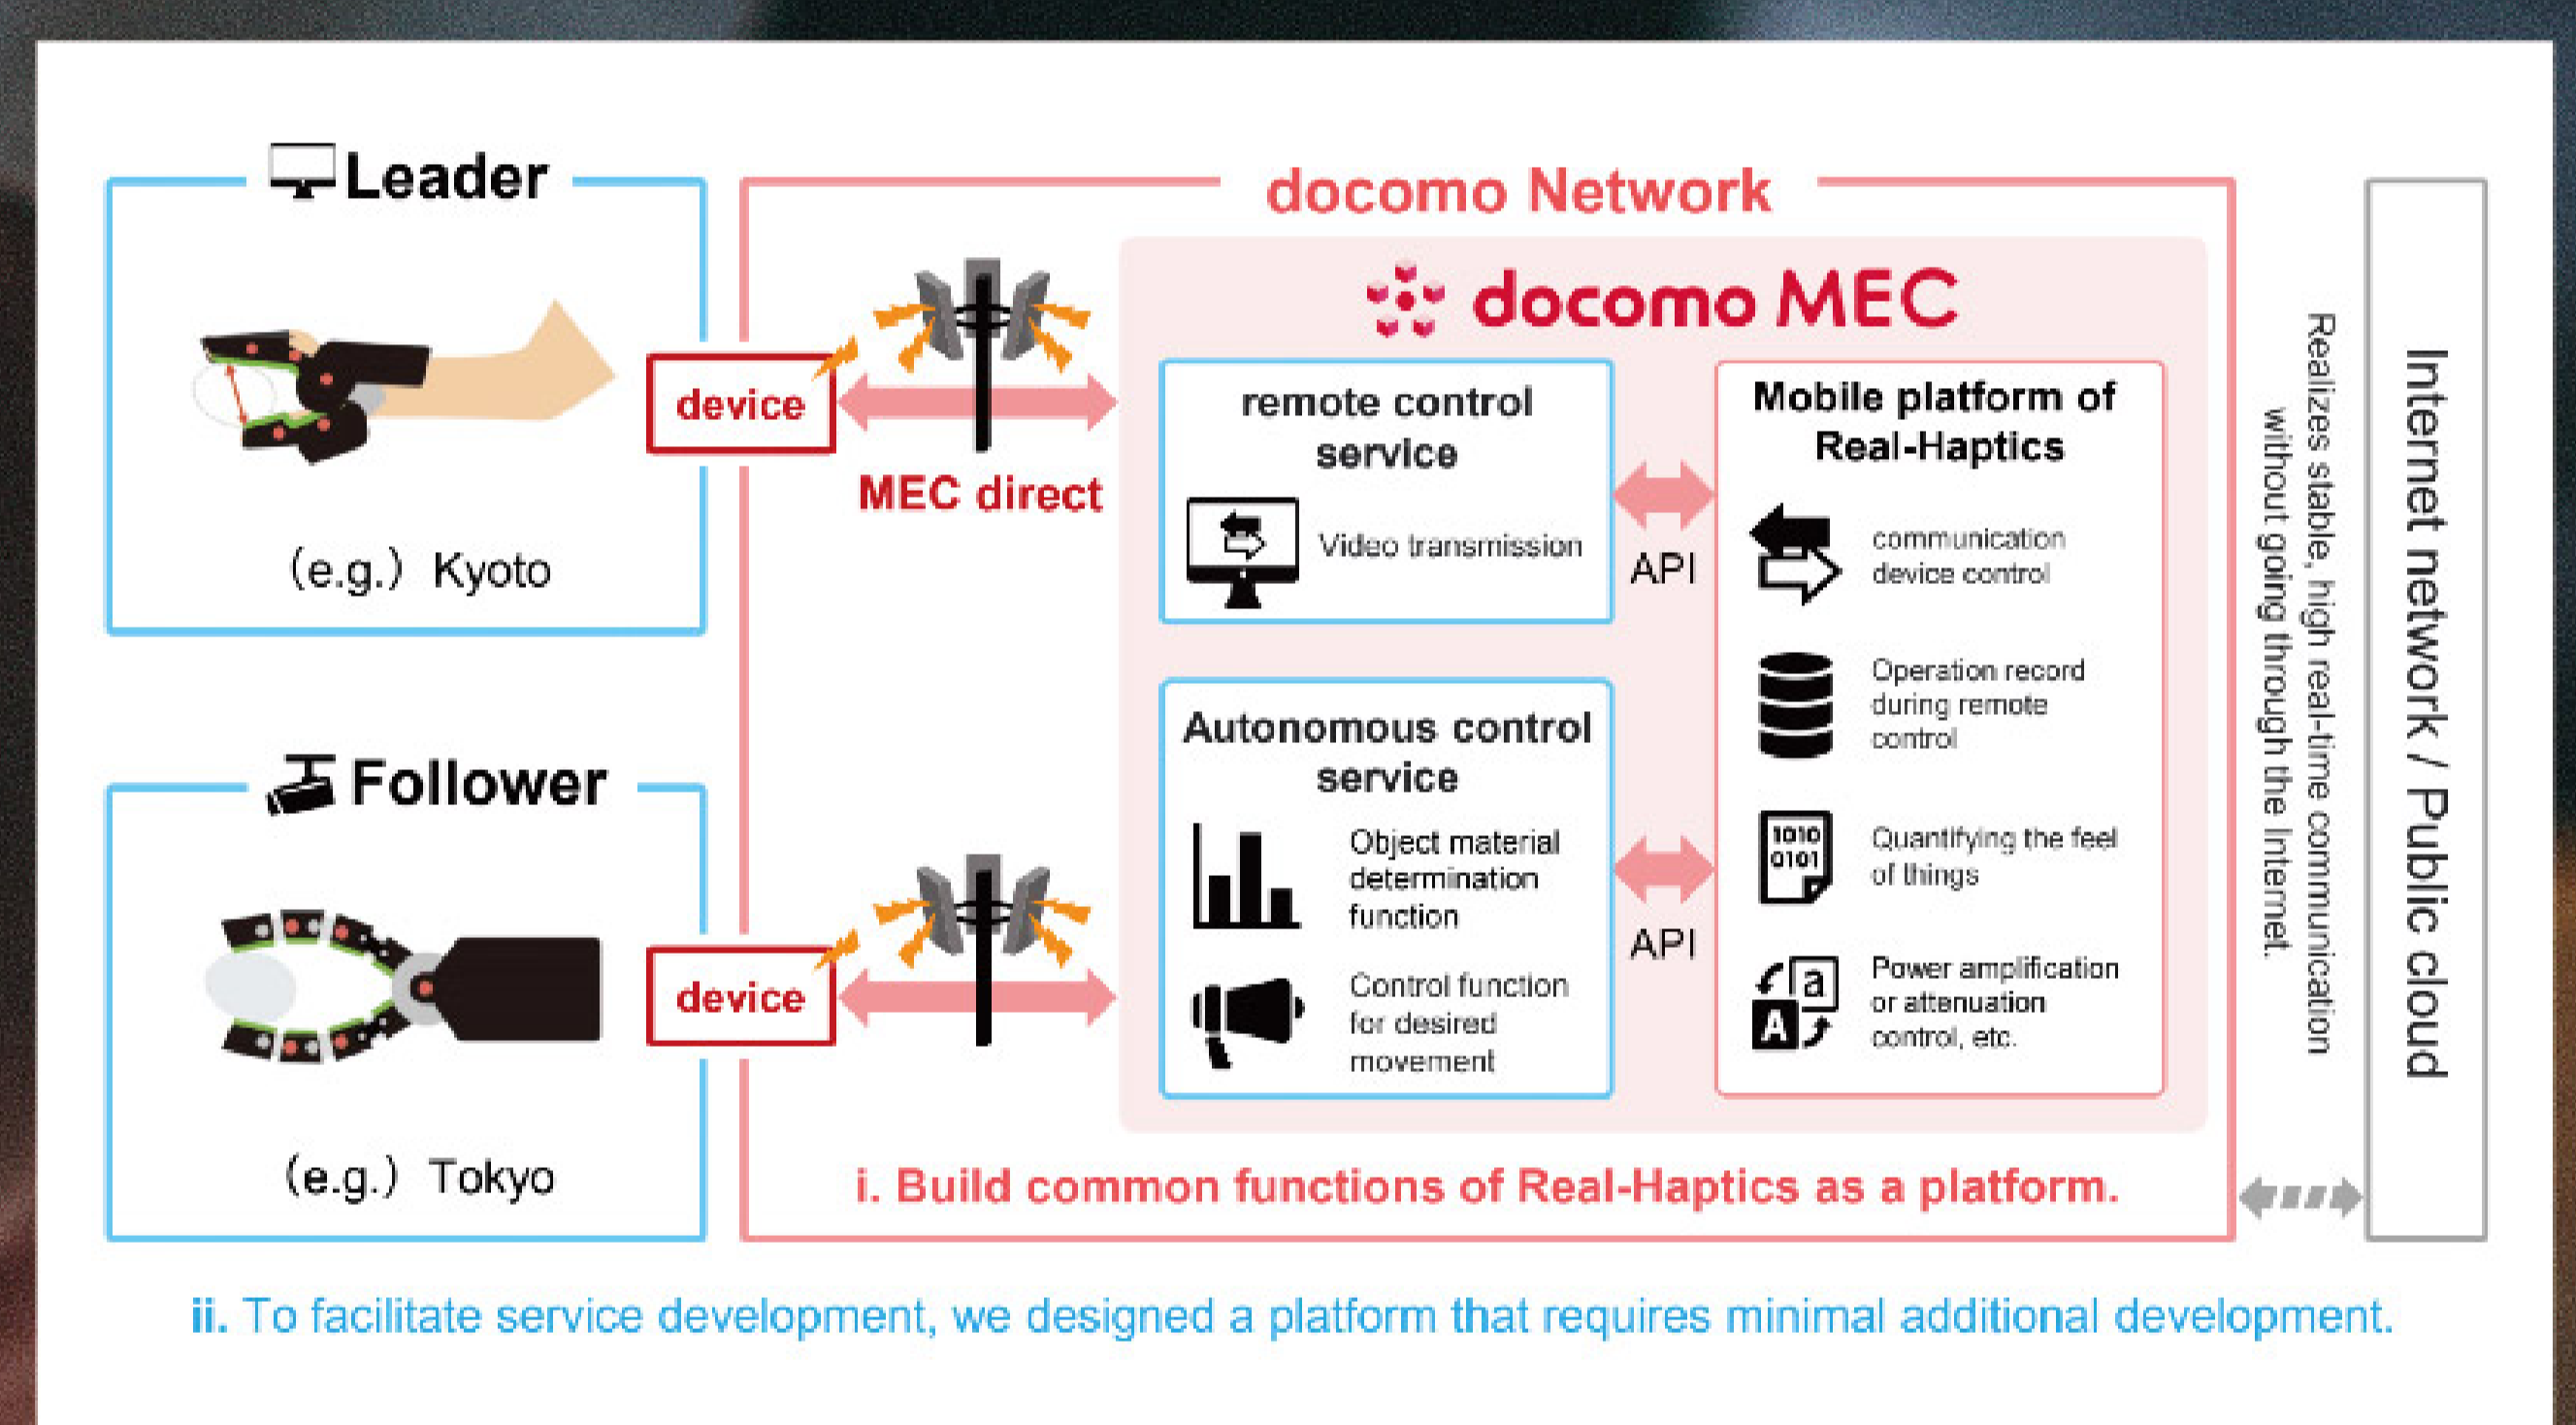 Leader
(e.g.) Kyoto
Follower
(e.g.) Tokyo
docomo Network
device
MEC direct
device
docomo MEC
remote control
service
Video transmission
API
Autonomous control
service
Object material
determination
function
Control function
for desired
movement
API
Mobile platform of
Real-Haptics
communication
device control
Operation record
during remote
control
1010
0101
Quantifying the feel
of things
a
A
Power amplification
or attenuation
control, etc.
i. Build common functions of Real-Haptics as a platform.
Realizes stable, high real-time communication
without going through the Internet.
Internet network / Public cloud
ii. To facilitate service development, we designed a platform that requires minimal additional development.